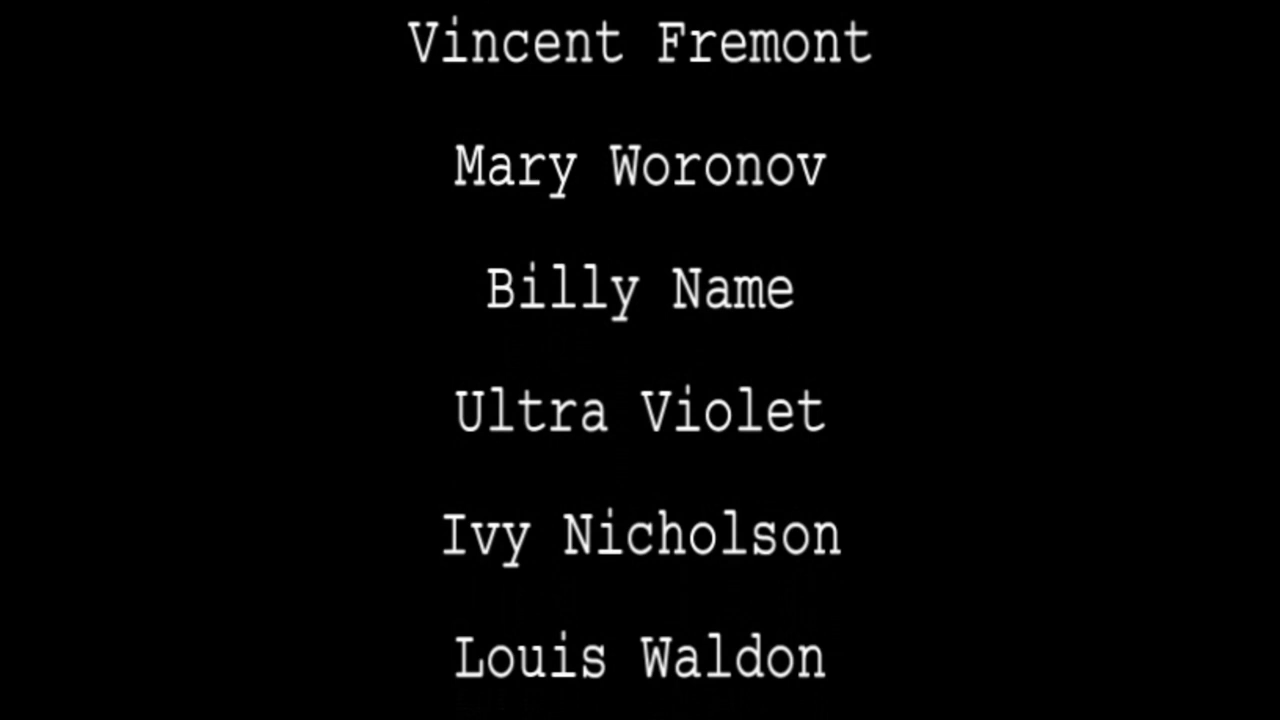 Vincent Fremont
Mary Woronov
Billy Name
Ultra Violet
Ivy Nicholson
Louis Waldon